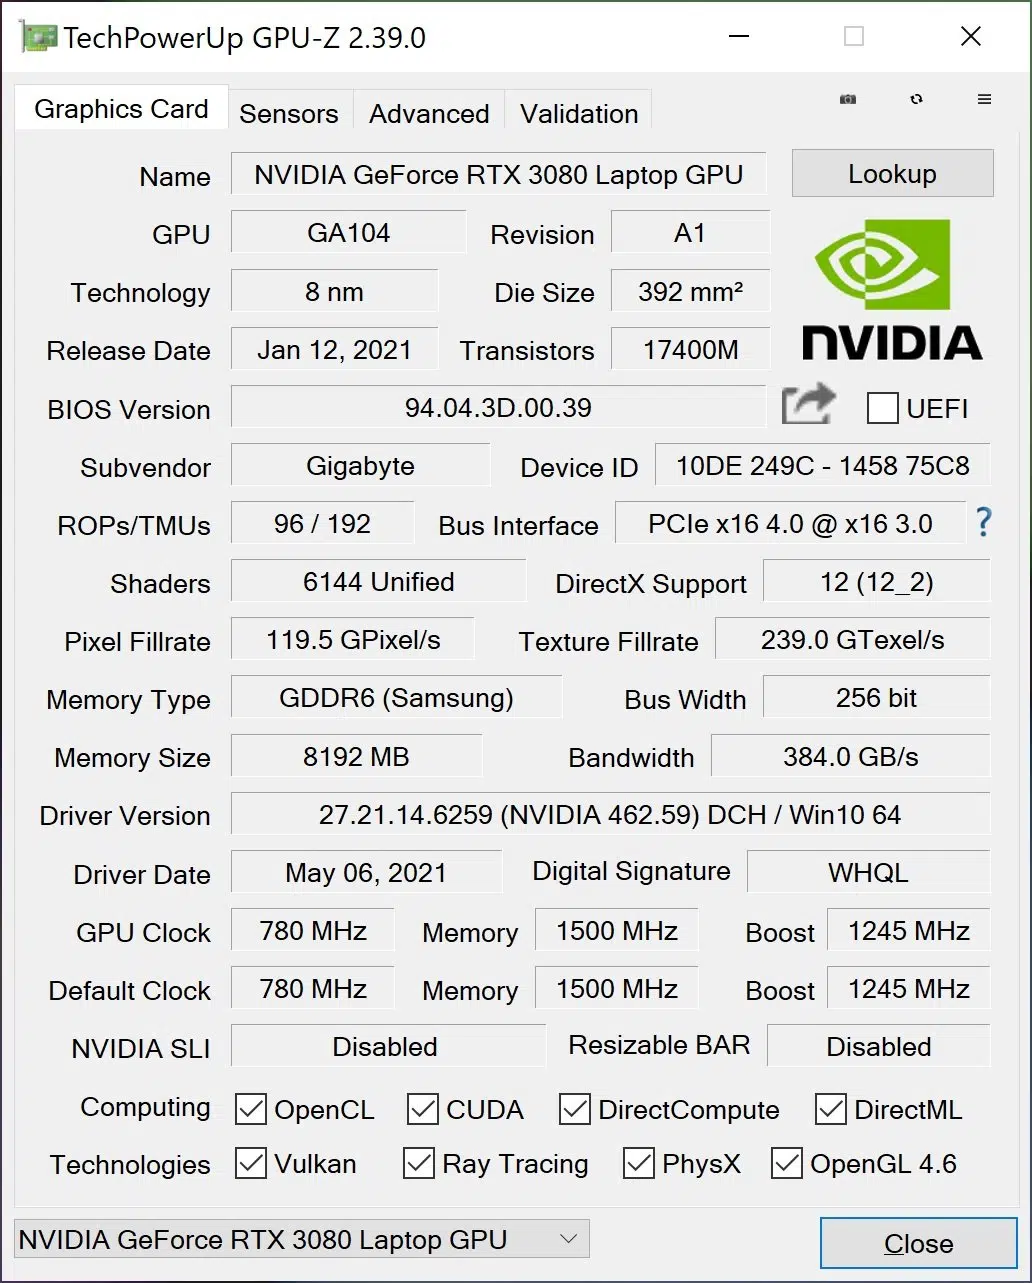 TechPowerUp GPU-Z 2.39.0
Graphics Card Sensors Advanced Validation
Name NVIDIA GeForce RTX 3080 Laptop GPU Lookup
GPU GA104 Revision A1
Technology 8 nm Die Size 392 mm²
NVIDIA
Release Date Jan 12, 2021 Transistors 17400M
BIOS Version 94.04.3D.00.39 UEFI
Subvendor Gigabyte Device ID 10DE 249C - 1458 75C8
ROPs/TMUs 96 / 192 Bus Interface PCIe x16 4.0 @ x16 3.0 ?
Shaders 6144 Unified DirectX Support 12 (12_2)
Pixel Fillrate 119.5 GPixel/s Texture Fillrate 239.0 GTexel/s
Memory Type GDDR6 (Samsung) Bus Width 256 bit
Memory Size 8192 MB Bandwidth 384.0 GB/s
Driver Version 27.21.14.6259 (NVIDIA 462.59) DCH / Win10 64
Driver Date May 06, 2021 Digital Signature WHQL
GPU Clock 780 MHz Memory 1500 MHz Boost 1245 MHz
Default Clock 780 MHz Memory 1500 MHz Boost 1245 MHz
NVIDIA SLI Disabled Resizable BAR Disabled
Computing OpenCL CUDA DirectCompute DirectML
Technologies Vulkan Ray Tracing PhysX OpenGL 4.6
NVIDIA GeForce RTX 3080 Laptop GPU Close